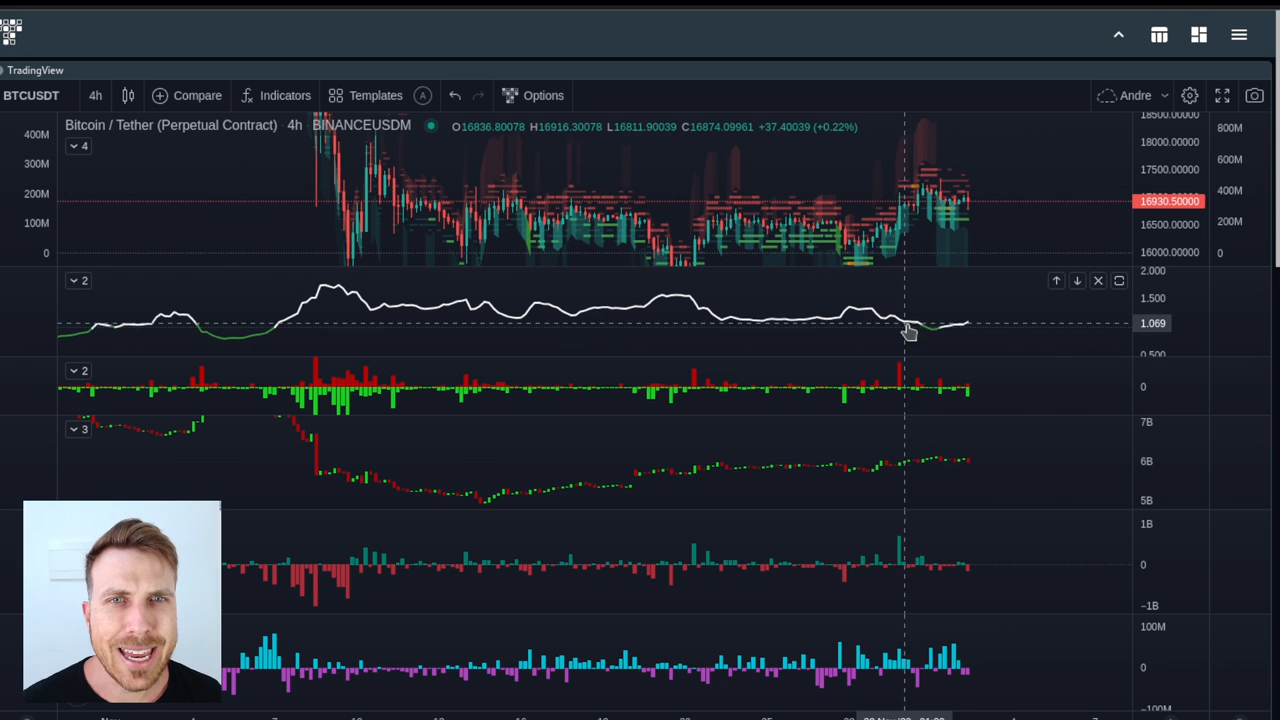 TradingView
BTCUSDT 4h Compare Indicators Templates A Options Andre
Bitcoin / Tether (Perpetual Contract) 4h BINANCEUSDM O16836.80078 H16916.30078 L16811.90039 C16874.09961 +37.40039 (+0.22%)
4
400M
300M
200M
100M
0
18500.00000
18000.00000
17500.00000
16930.50000
16500.00000
16000.00000
800M
600M
400M
200M
0
2
2.000
1.500
1.069
0.500
2
0
3
7B
6B
5B
1B
0
−1B
100M
0
−100M